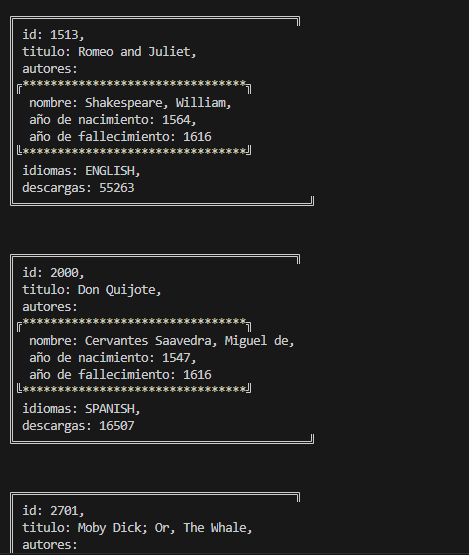 ╔════════════════════════════════════════╗
id: 1513,
titulo: Romeo and Juliet,
autores:
╔********************************╗
nombre: Shakespeare, William,
año de nacimiento: 1564,
año de fallecimiento: 1616
╚********************************╝
idiomas: ENGLISH,
descargas: 55263
╚══════════════════════════════════════════╝
╔════════════════════════════════════════╗
id: 2000,
titulo: Don Quijote,
autores:
╔********************************╗
nombre: Cervantes Saavedra, Miguel de,
año de nacimiento: 1547,
año de fallecimiento: 1616
╚********************************╝
idiomas: SPANISH,
descargas: 16507
╚══════════════════════════════════════════╝
╔════════════════════════════════════════╗
id: 2701,
titulo: Moby Dick; Or, The Whale,
autores: